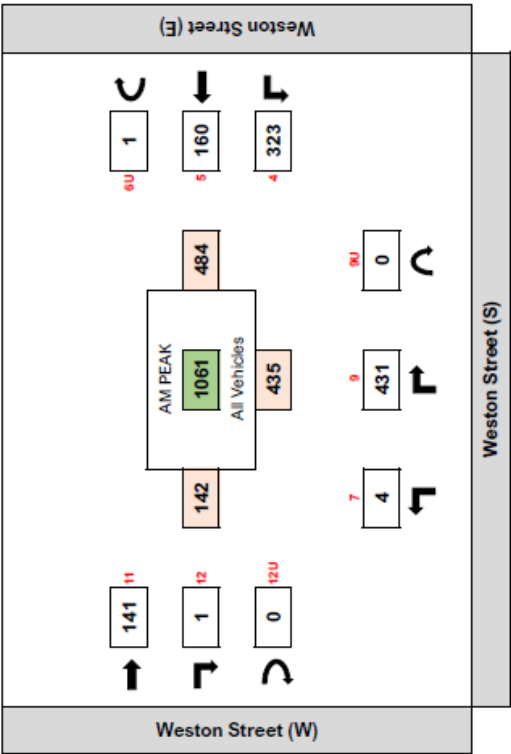 Weston Street (E)
1
6U
160
5
323
4
484
AM PEAK
1061
All Vehicles
435
142
9U
0
9
431
7
4
Weston Street (S)
141
11
1
12
0
12U
Weston Street (W)